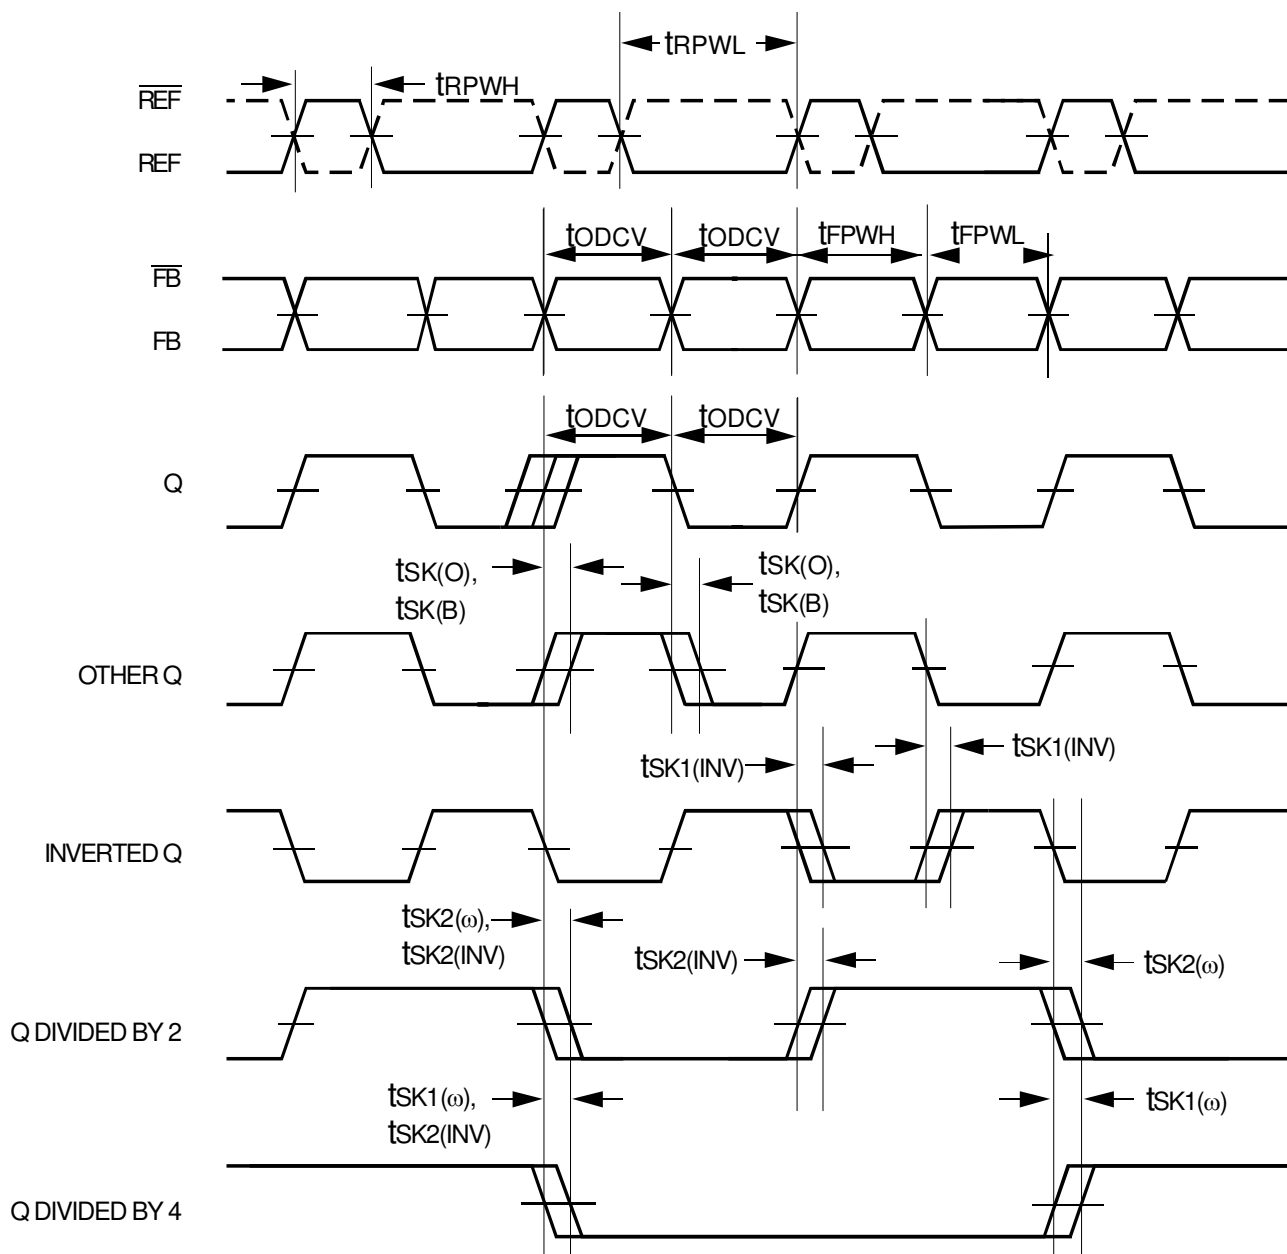 tRPWL
tRPWH
REF
REF
tODCV tODCV tFPWH tFPWL
FB
FB
tODCV tODCV
Q
tSK(O),
tSK(B)
tSK(O),
tSK(B)
OTHER Q
tSK1(INV)
tSK1(INV)
INVERTED Q
tSK2(ω),
tSK2(INV)
tSK2(INV)
tSK2(ω)
Q DIVIDED BY 2
tSK1(ω),
tSK2(INV)
tSK1(ω)
Q DIVIDED BY 4